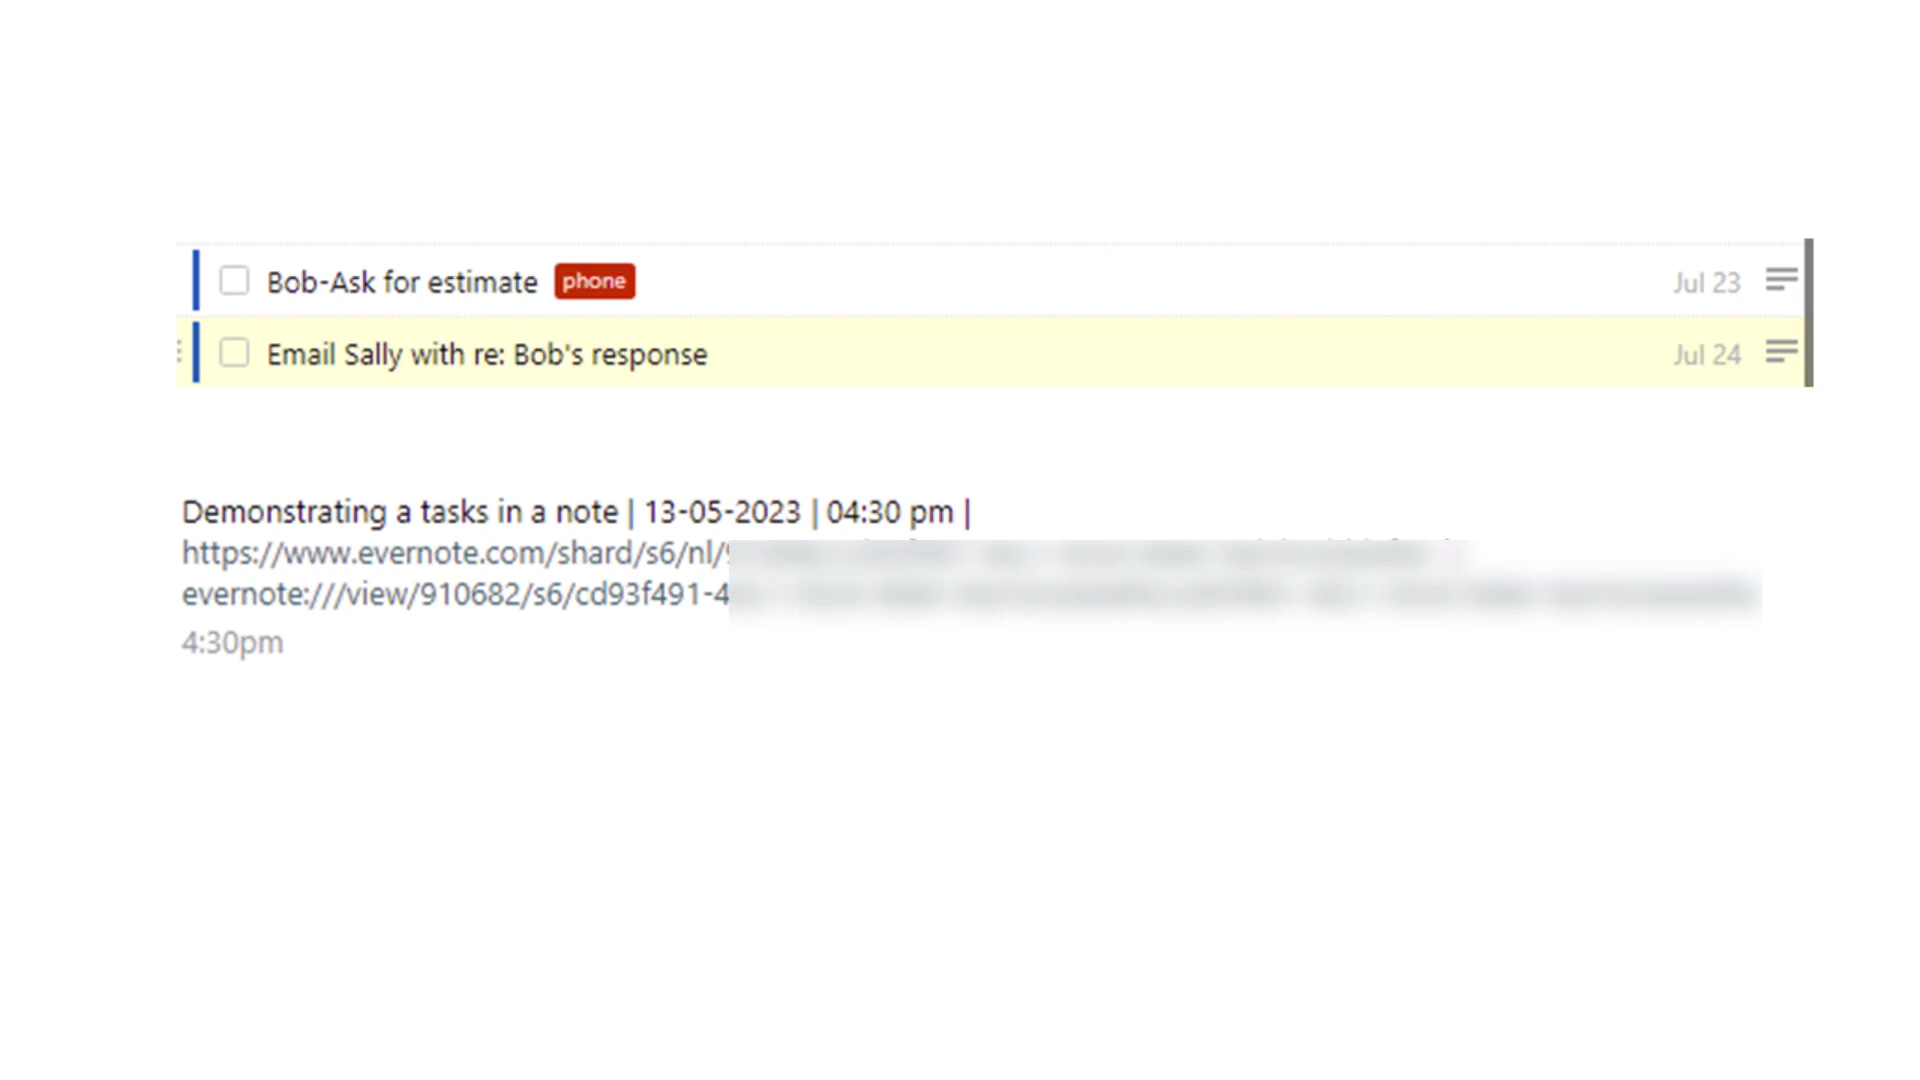 Bob-Ask for estimate phone Jul 23
Email Sally with re: Bob's response Jul 24
Demonstrating a tasks in a note | 13-05-2023 | 04:30 pm |
https://www.evernote.com/shard/s6/nl/
evernote:///view/910682/s6/cd93f491-4
4:30pm